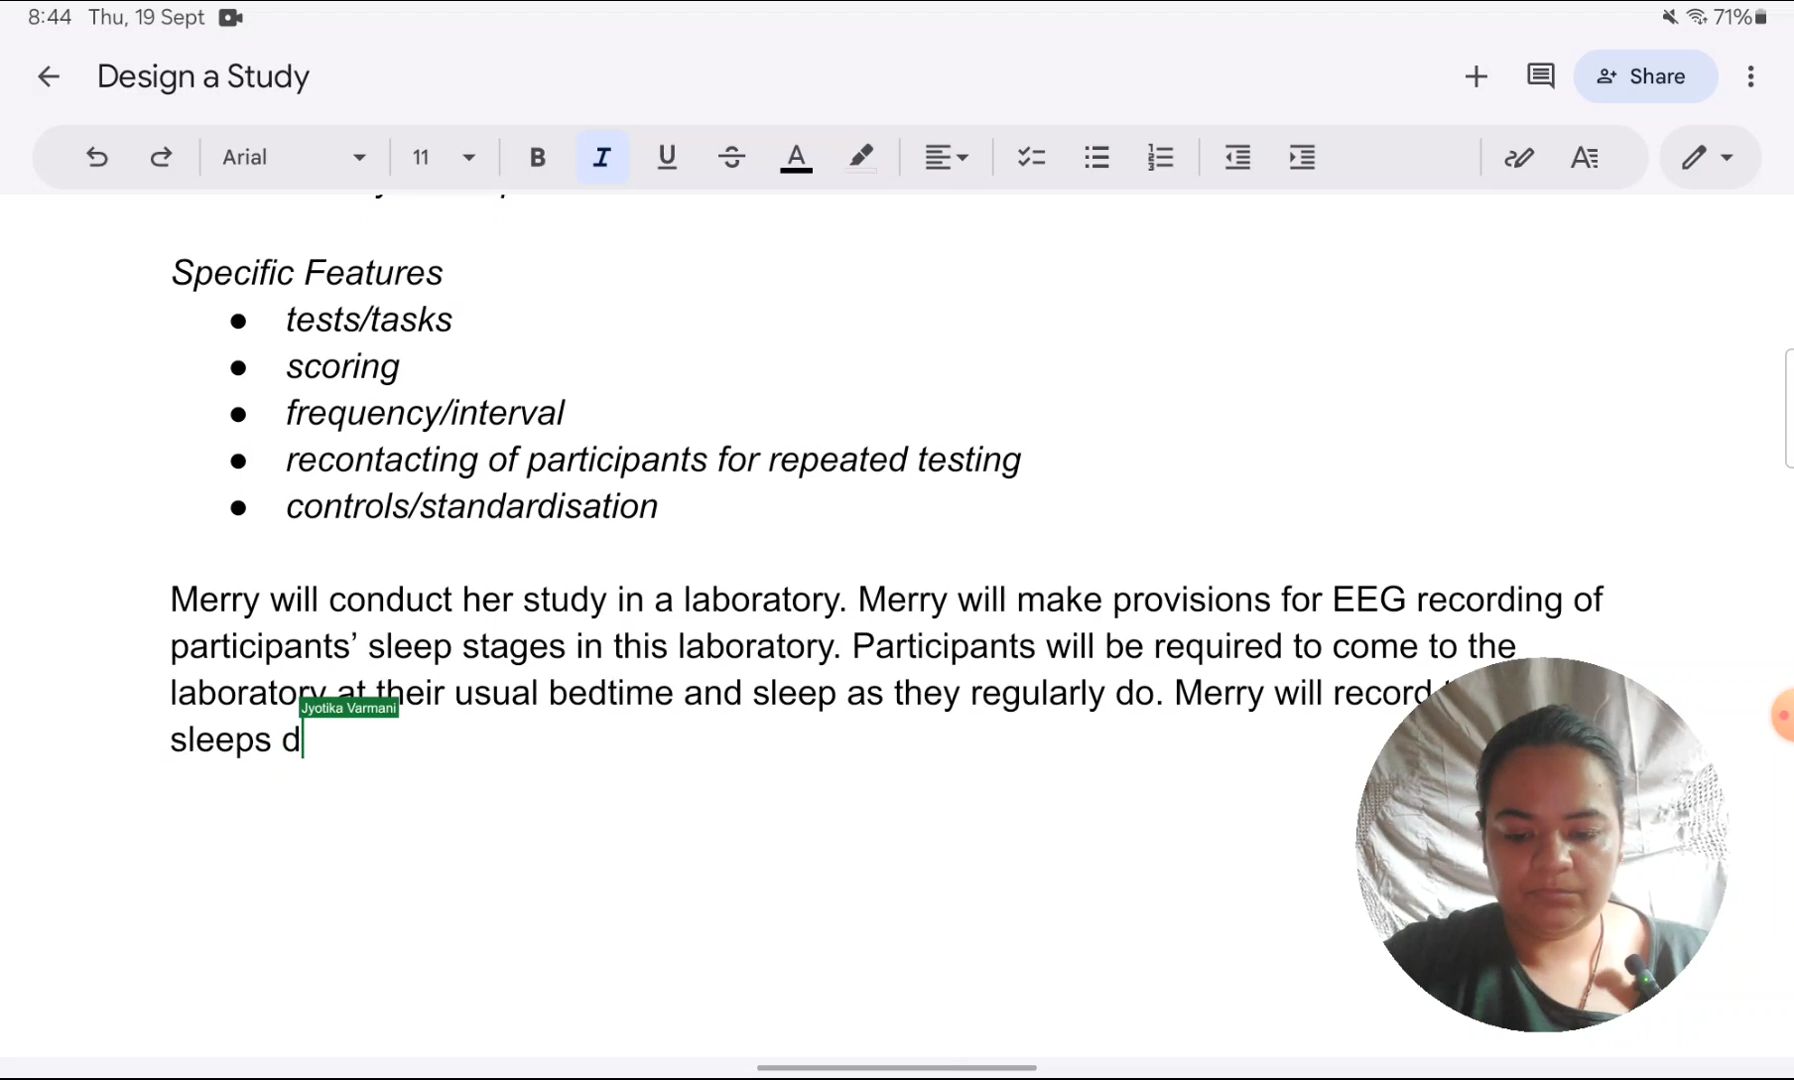 8:44 Thu, 19 Sept 71%
Design a Study
Share
Arial 11 B I U A
Specific Features
● tests/tasks
● scoring
● frequency/interval
● recontacting of participants for repeated testing
● controls/standardisation
Merry will conduct her study in a laboratory. Merry will make provisions for EEG recording of
participants’ sleep stages in this laboratory. Participants will be required to come to the
laboratory at their usual bedtime and sleep as they regularly do. Merry will record
Jyotika Varmani
sleeps d